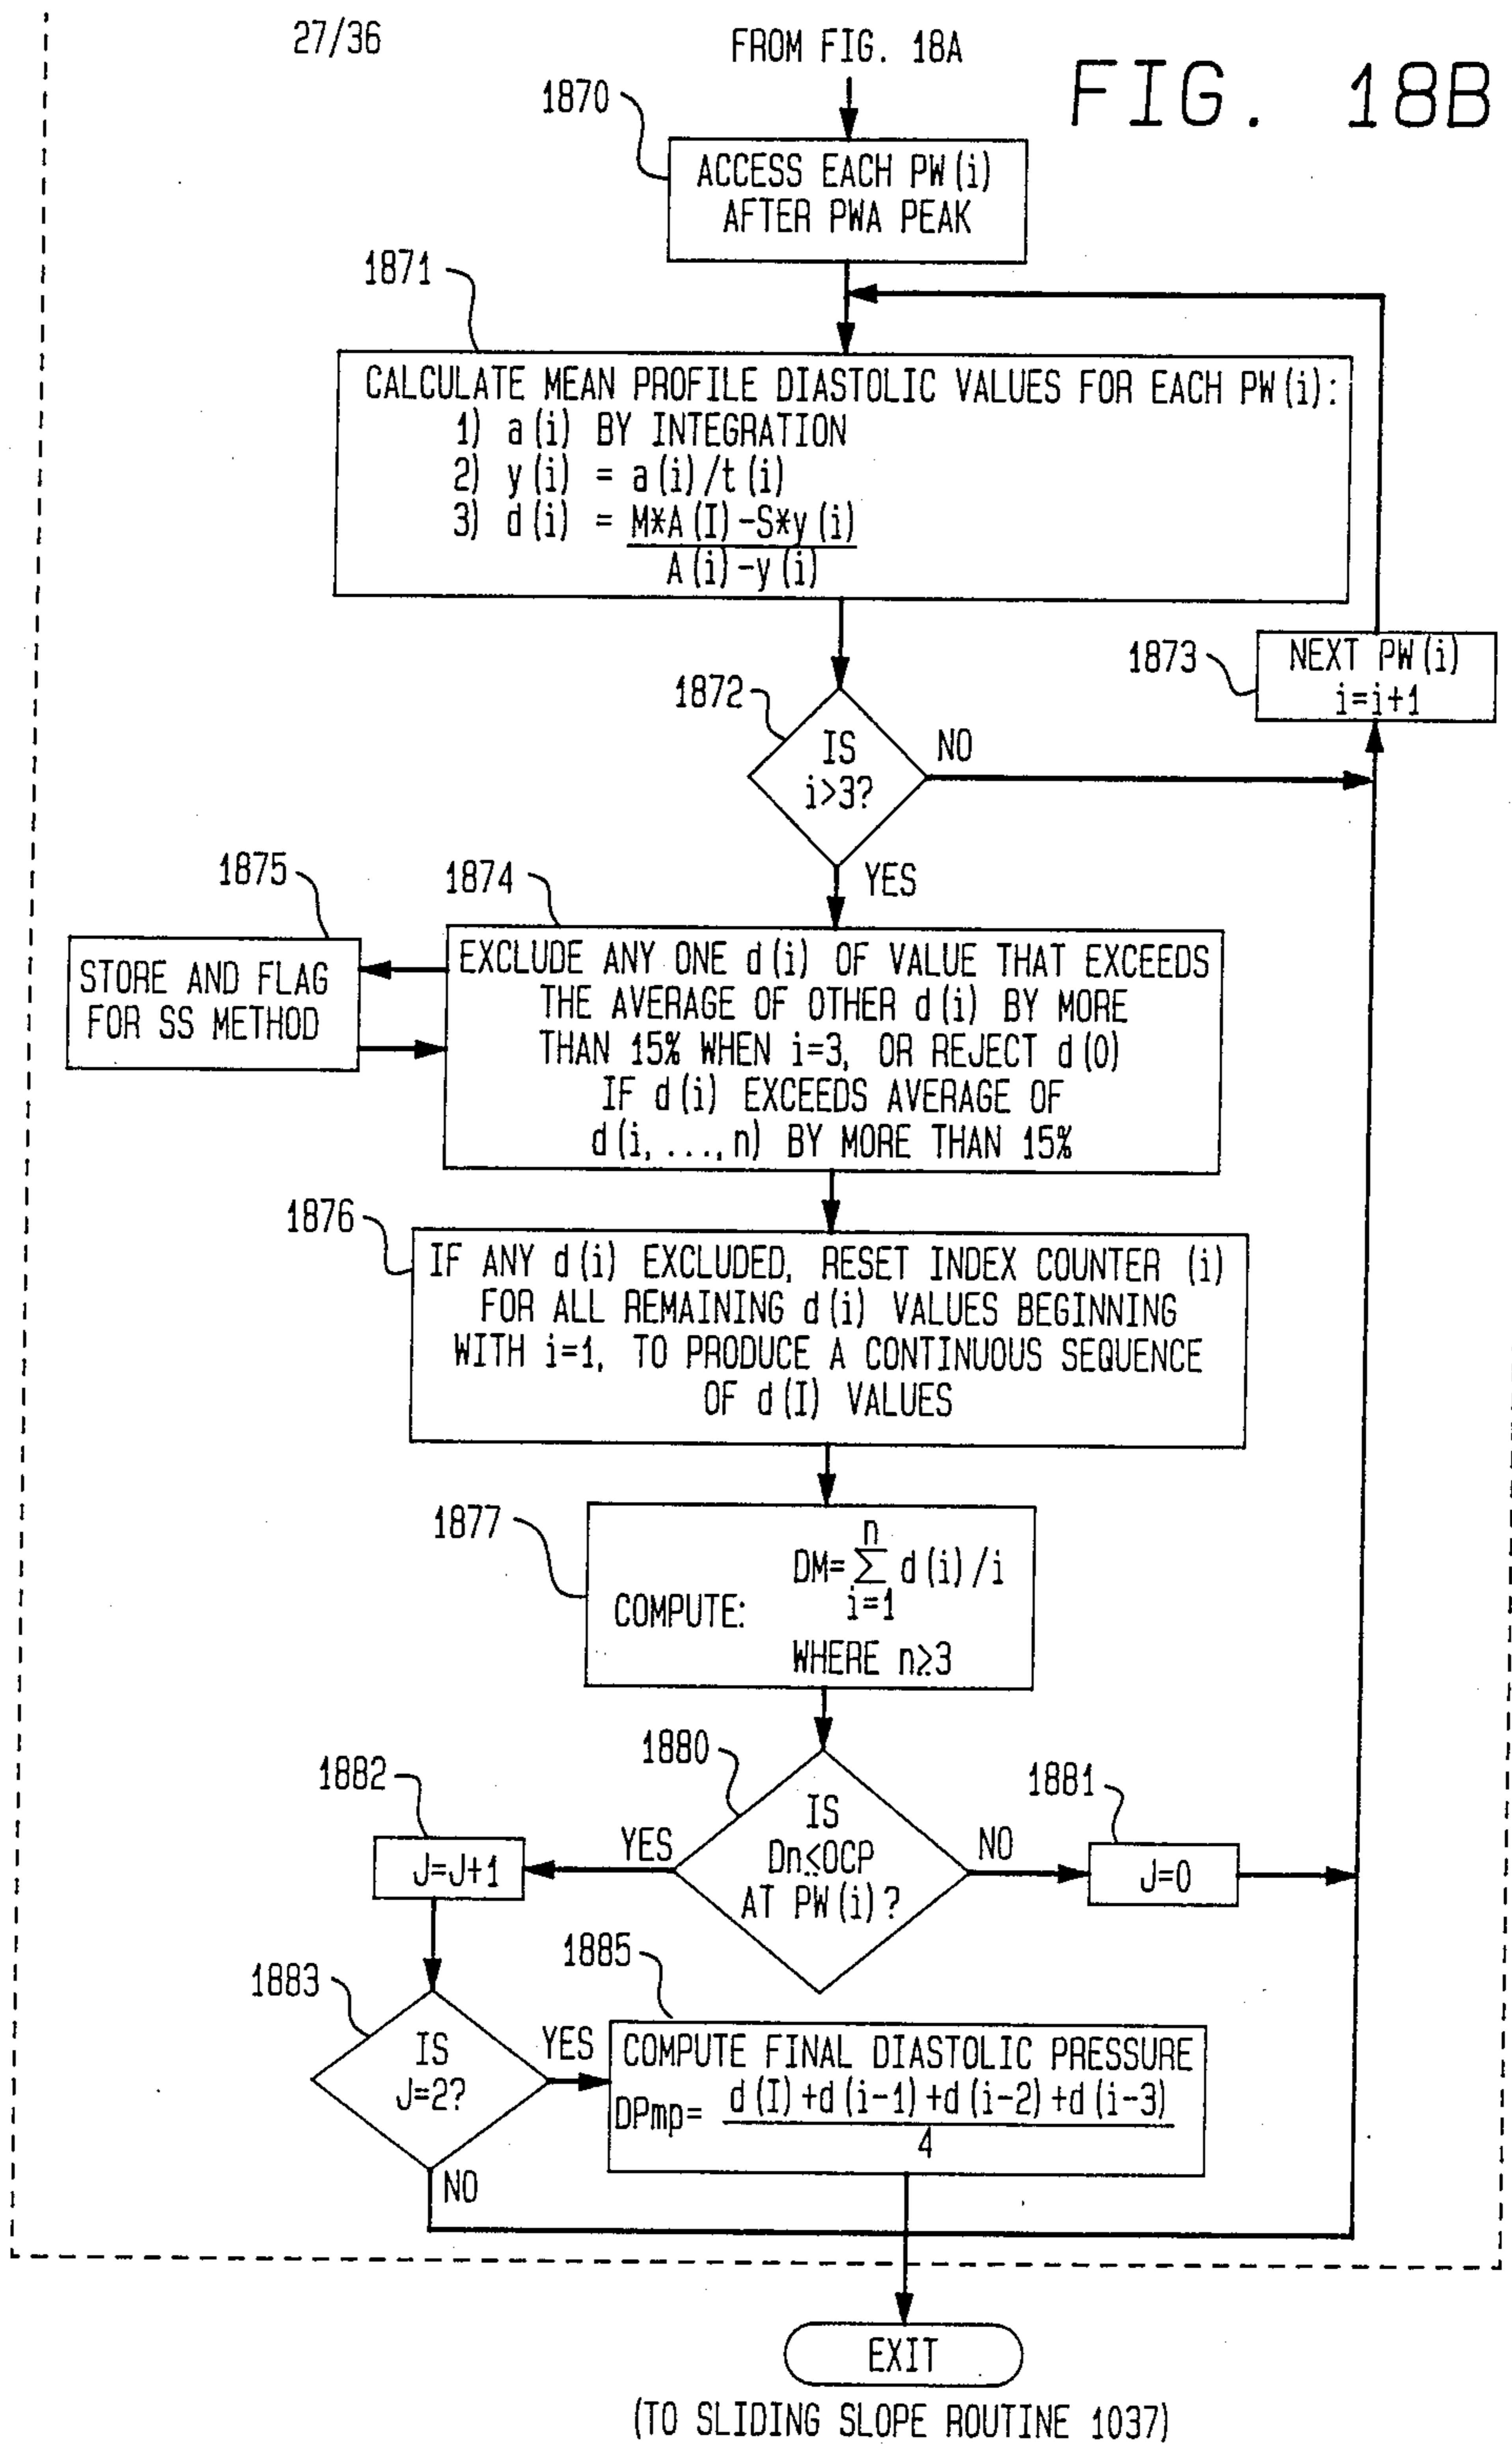 27/36
FROM FIG. 18A
FIG. 18B
1870
ACCESS EACH PW(i)
AFTER PWA PEAK
1871
CALCULATE MEAN PROFILE DIASTOLIC VALUES FOR EACH PW(i):
1) a(i) BY INTEGRATION
2) y(i) = a(i)/t(i)
3) d(i) = M*A(I)-S*y(i)
A(i)-y(i)
1873
NEXT PW(i)
i=i+1
1872
IS
i>3?
NO
YES
1875
STORE AND FLAG
FOR SS METHOD
1874
EXCLUDE ANY ONE d(i) OF VALUE THAT EXCEEDS
THE AVERAGE OF OTHER d(i) BY MORE
THAN 15% WHEN i=3, OR REJECT d(0)
IF d(i) EXCEEDS AVERAGE OF
d(i,...,n) BY MORE THAN 15%
1876
IF ANY d(i) EXCLUDED, RESET INDEX COUNTER (i)
FOR ALL REMAINING d(i) VALUES BEGINNING
WITH i=1, TO PRODUCE A CONTINUOUS SEQUENCE
OF d(I) VALUES
1877
n
DM=∑ d(i)/i
i=1
COMPUTE:
WHERE n≥3
1880
IS
Dn≤OCP
AT PW(i)?
YES
NO
1882
J=J+1
1881
J=0
1883
IS
J=2?
YES
NO
1885
COMPUTE FINAL DIASTOLIC PRESSURE
DPmp= d(I)+d(i-1)+d(i-2)+d(i-3)
4
EXIT
(TO SLIDING SLOPE ROUTINE 1037)